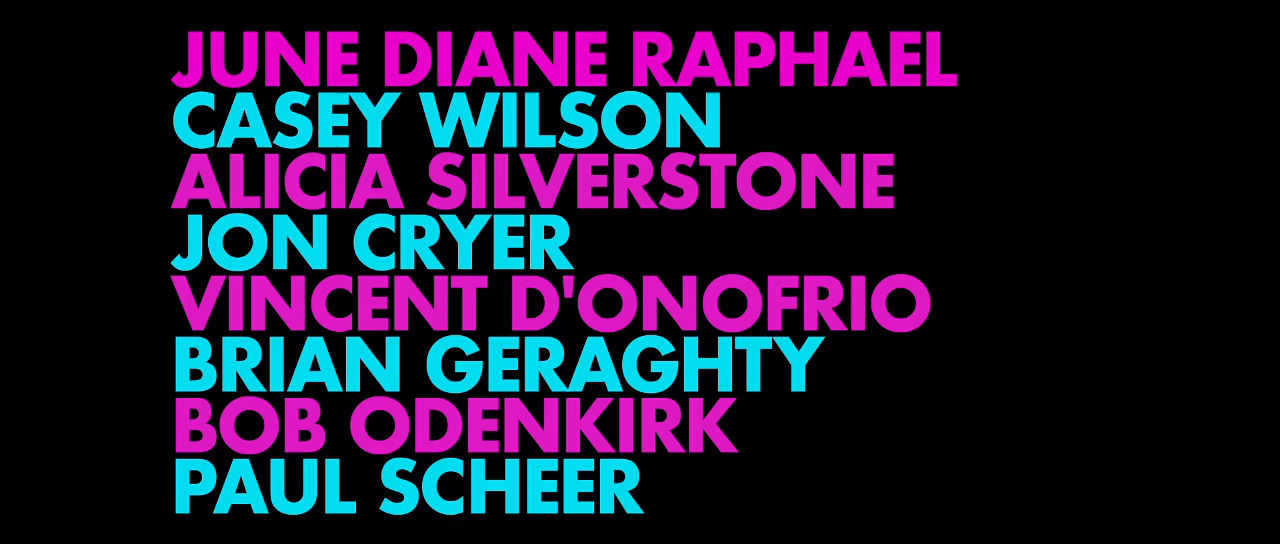 JUNE DIANE RAPHAEL
CASEY WILSON
ALICIA SILVERSTONE
JON CRYER
VINCENT D'ONOFRIO
BRIAN GERAGHTY
BOB ODENKIRK
PAUL SCHEER